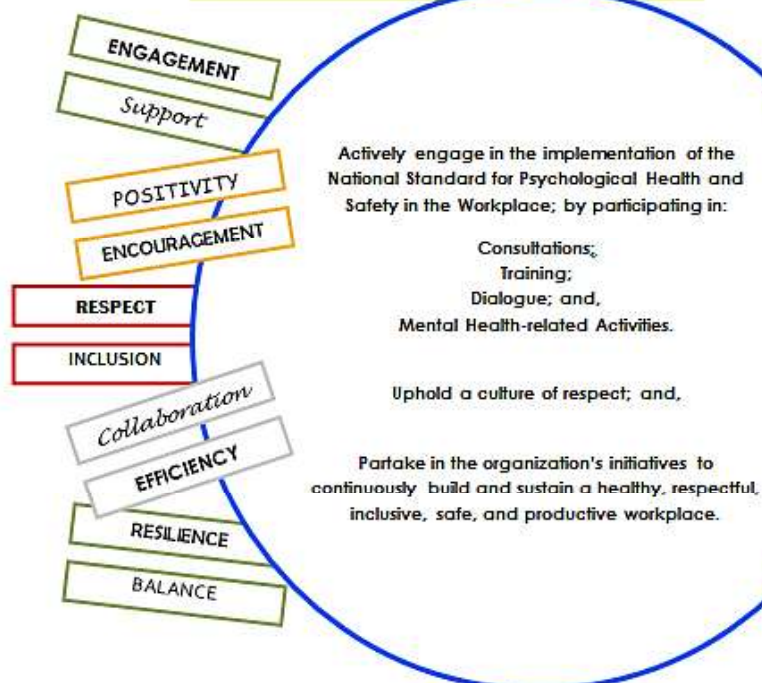 ENGAGEMENT
Support
POSITIVITY
ENCOURAGEMENT
RESPECT
INCLUSION
Collaboration
EFFICIENCY
RESILIENCE
BALANCE
Actively engage in the implementation of the
National Standard for Psychological Health and
Safety in the Workplace; by participating in:
Consultations;
Training;
Dialogue; and,
Mental Health-related Activities.
Uphold a culture of respect; and,
Partake in the organization's initiatives to
continuously build and sustain a healthy, respectful,
inclusive, safe, and productive workplace.